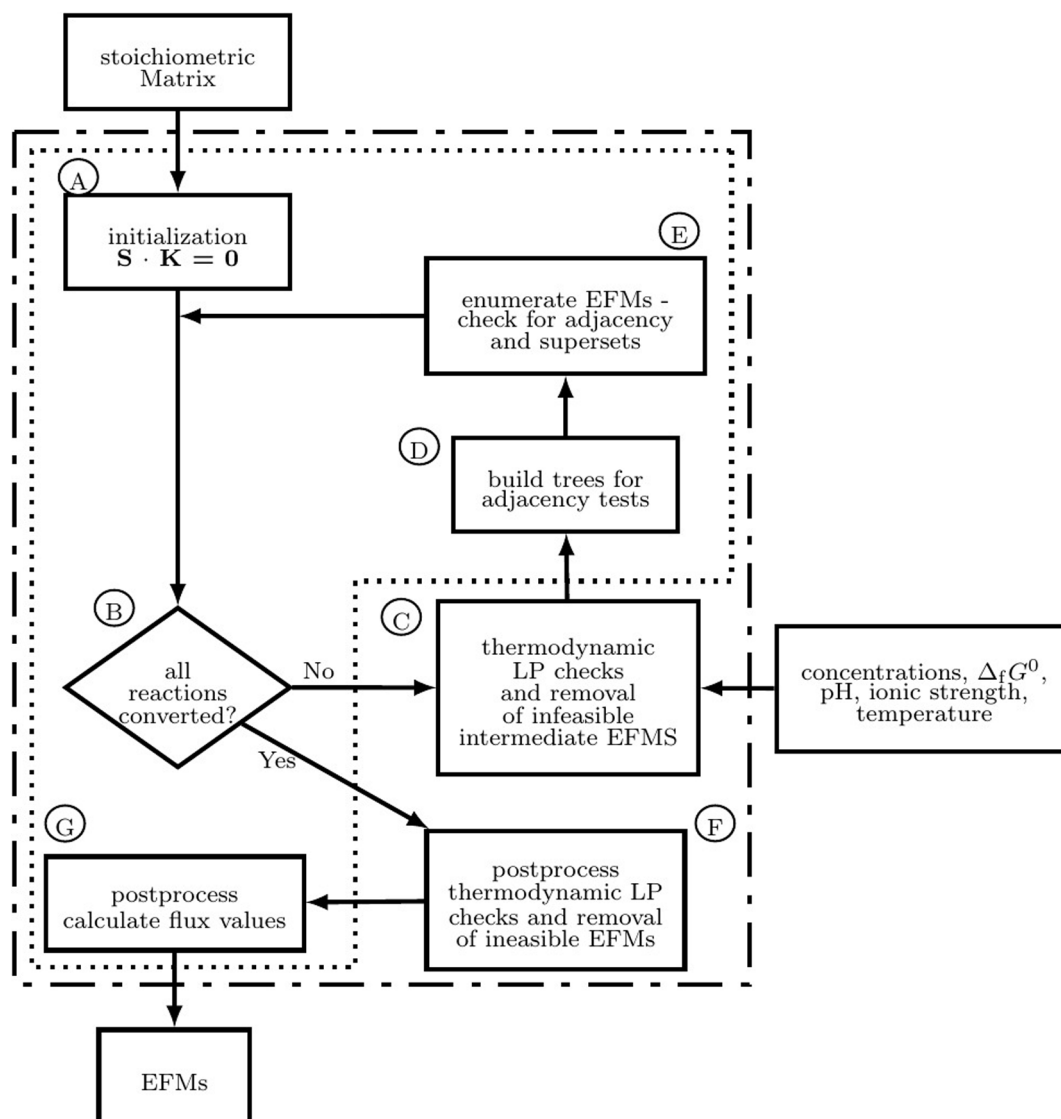 stoichiometric
Matrix
A
initialization
S · K = 0
E
enumerate EFMs -
check for adjacency
and supersets
D
build trees for
adjacency tests
B
all
reactions
converted?
No
Yes
C
thermodynamic
LP checks
and removal
of infeasible
intermediate EFMS
concentrations, ΔfG⁰,
pH, ionic strength,
temperature
F
postprocess
thermodynamic LP
checks and removal
of ineasible EFMs
G
postprocess
calculate flux values
EFMs